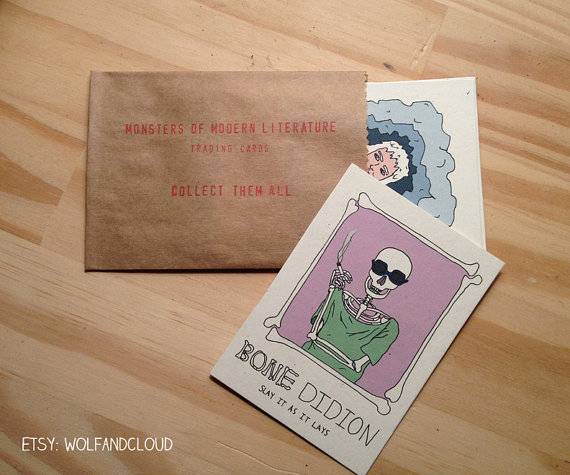 MONSTERS OF MODERN LITERATURE
TRADING CARDS
COLLECT THEM ALL
BONE DIDION
SLAY IT AS IT LAYS
ETSY: WOLFANDCLOUD